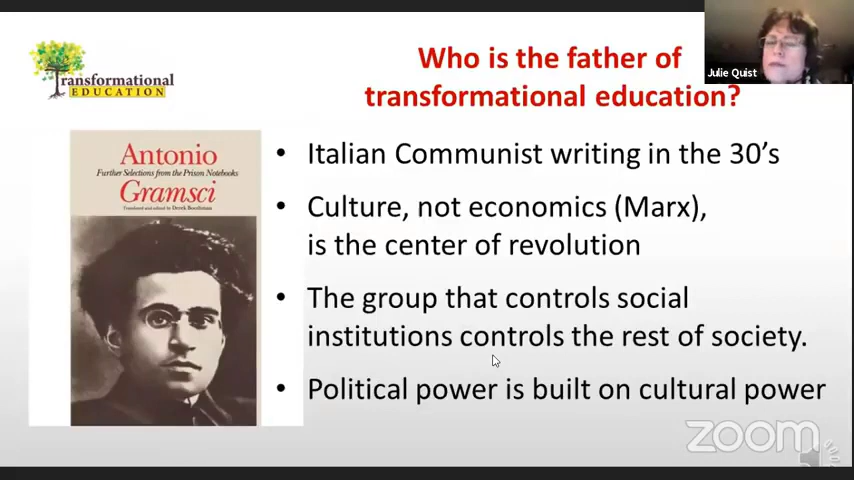 Transformational
EDUCATION
Who is the father of
transformational education?
Julie Quist
Antonio
Further Selections from the Prison Notebooks
Gramsci
Translated and edited by Derek Boothman
• Italian Communist writing in the 30’s
• Culture, not economics (Marx),
is the center of revolution
• The group that controls social
institutions controls the rest of society.
• Political power is built on cultural power
zoom